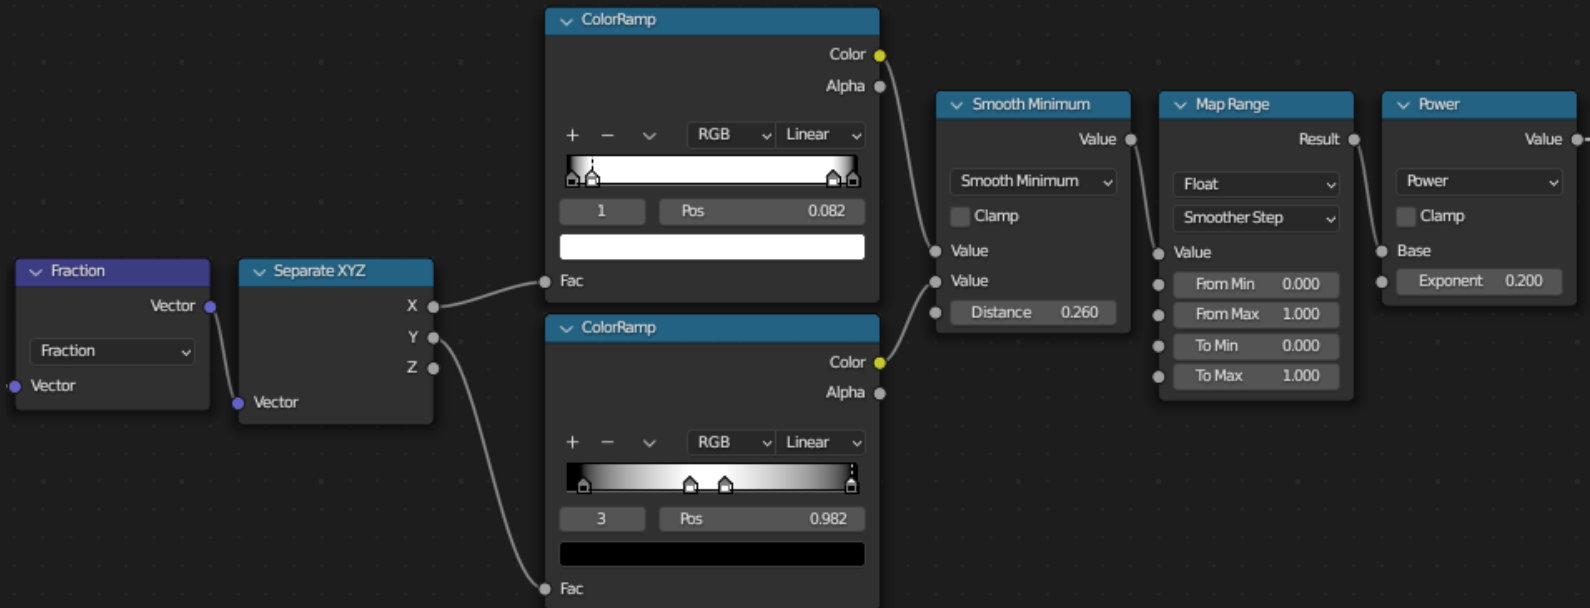 Fraction
Vector
Fraction
Vector
Separate XYZ
X
Y
Z
Vector
ColorRamp
Color
Alpha
+ − RGB Linear
1 Pos 0.082
Fac
ColorRamp
Color
Alpha
+ − RGB Linear
3 Pos 0.982
Fac
Smooth Minimum
Value
Smooth Minimum
Clamp
Value
Value
Distance 0.260
Map Range
Result
Float
Smoother Step
Value
From Min 0.000
From Max 1.000
To Min 0.000
To Max 1.000
Power
Value
Power
Clamp
Base
Exponent 0.200